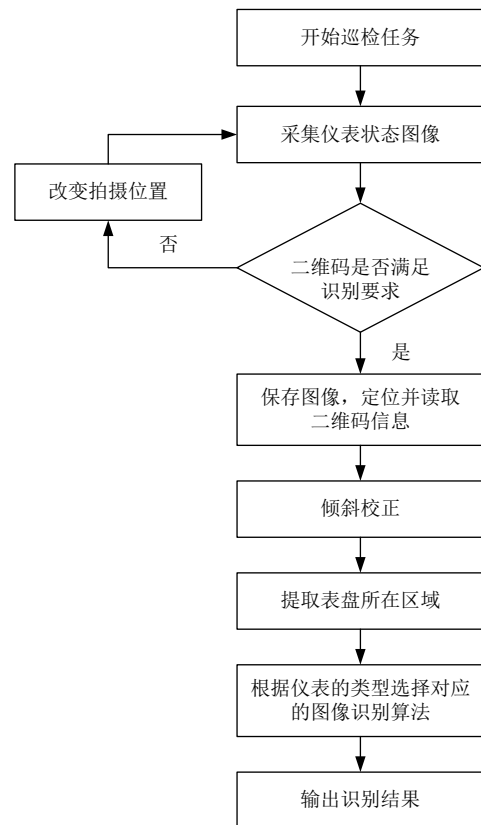 开始巡检任务
采集仪表状态图像
改变拍摄位置
否
二维码是否满足
识别要求
是
保存图像，定位并读取
二维码信息
倾斜校正
提取表盘所在区域
根据仪表的类型选择对应
的图像识别算法
输出识别结果